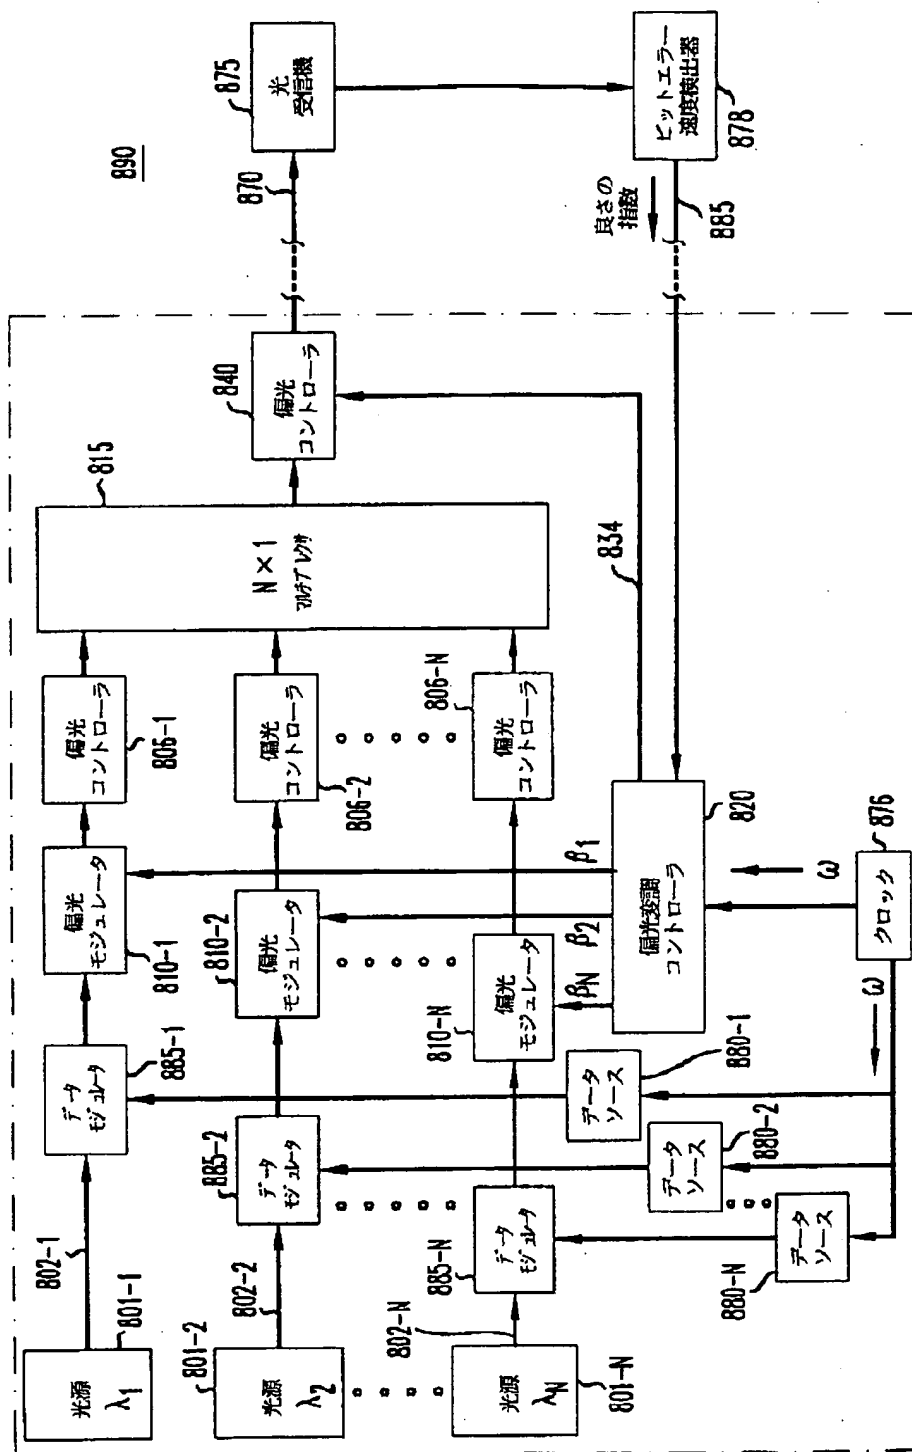 890
光源
λ1
801-1
802-1
データ
モジュレータ
885-1
偏光
モジュレータ
810-1
偏光
コントローラ
806-1
光源
λ2
801-2
802-2
データ
モジュレータ
885-2
偏光
モジュレータ
810-2
偏光
コントローラ
806-2
光源
λN
801-N
802-N
データ
モジュレータ
885-N
偏光
モジュレータ
810-N
偏光
コントローラ
806-N
N×1
マルチプレクサ
815
偏光
コントローラ
840
870
光
受信機
875
ビットエラー
速度検出器
878
良さの
指数
885
834
β1
β2
βN
偏光変調
コントローラ
820
ω
クロック
876
ω
データ
ソース
880-1
データ
ソース
880-2
データ
ソース
880-N